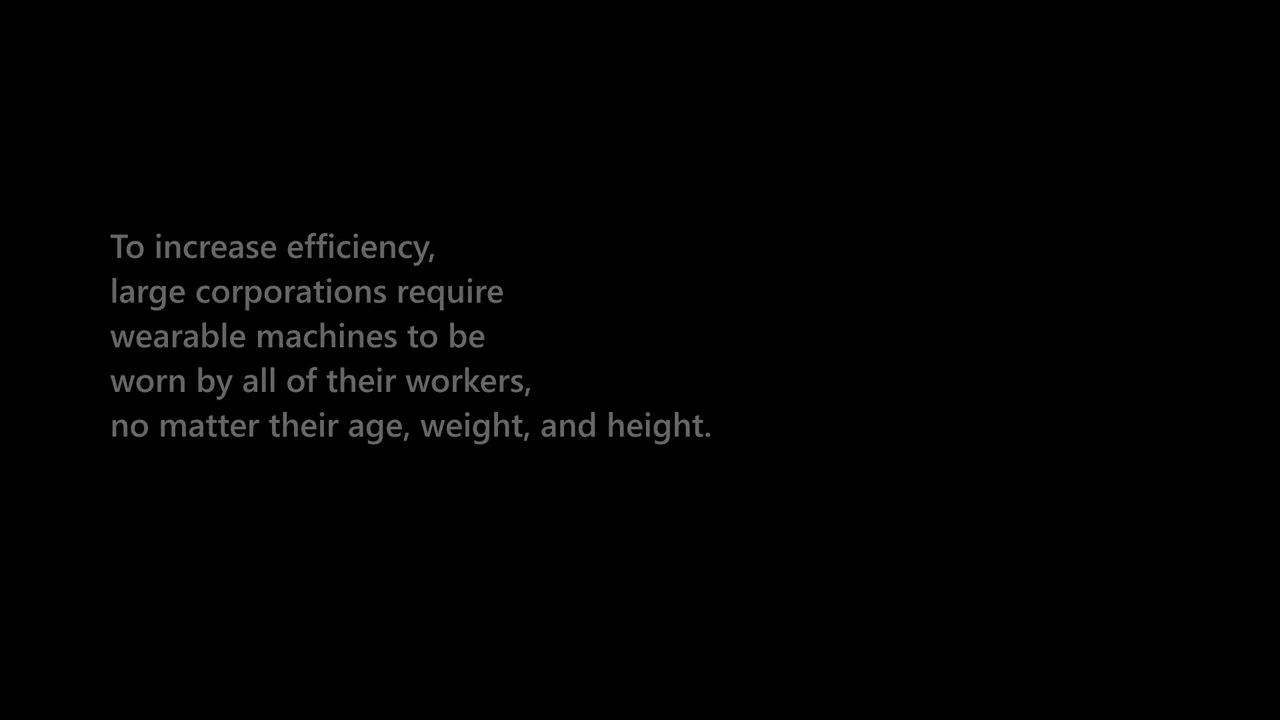 To increase efficiency,
large corporations require
wearable machines to be
worn by all of their workers,
no matter their age, weight, and height.